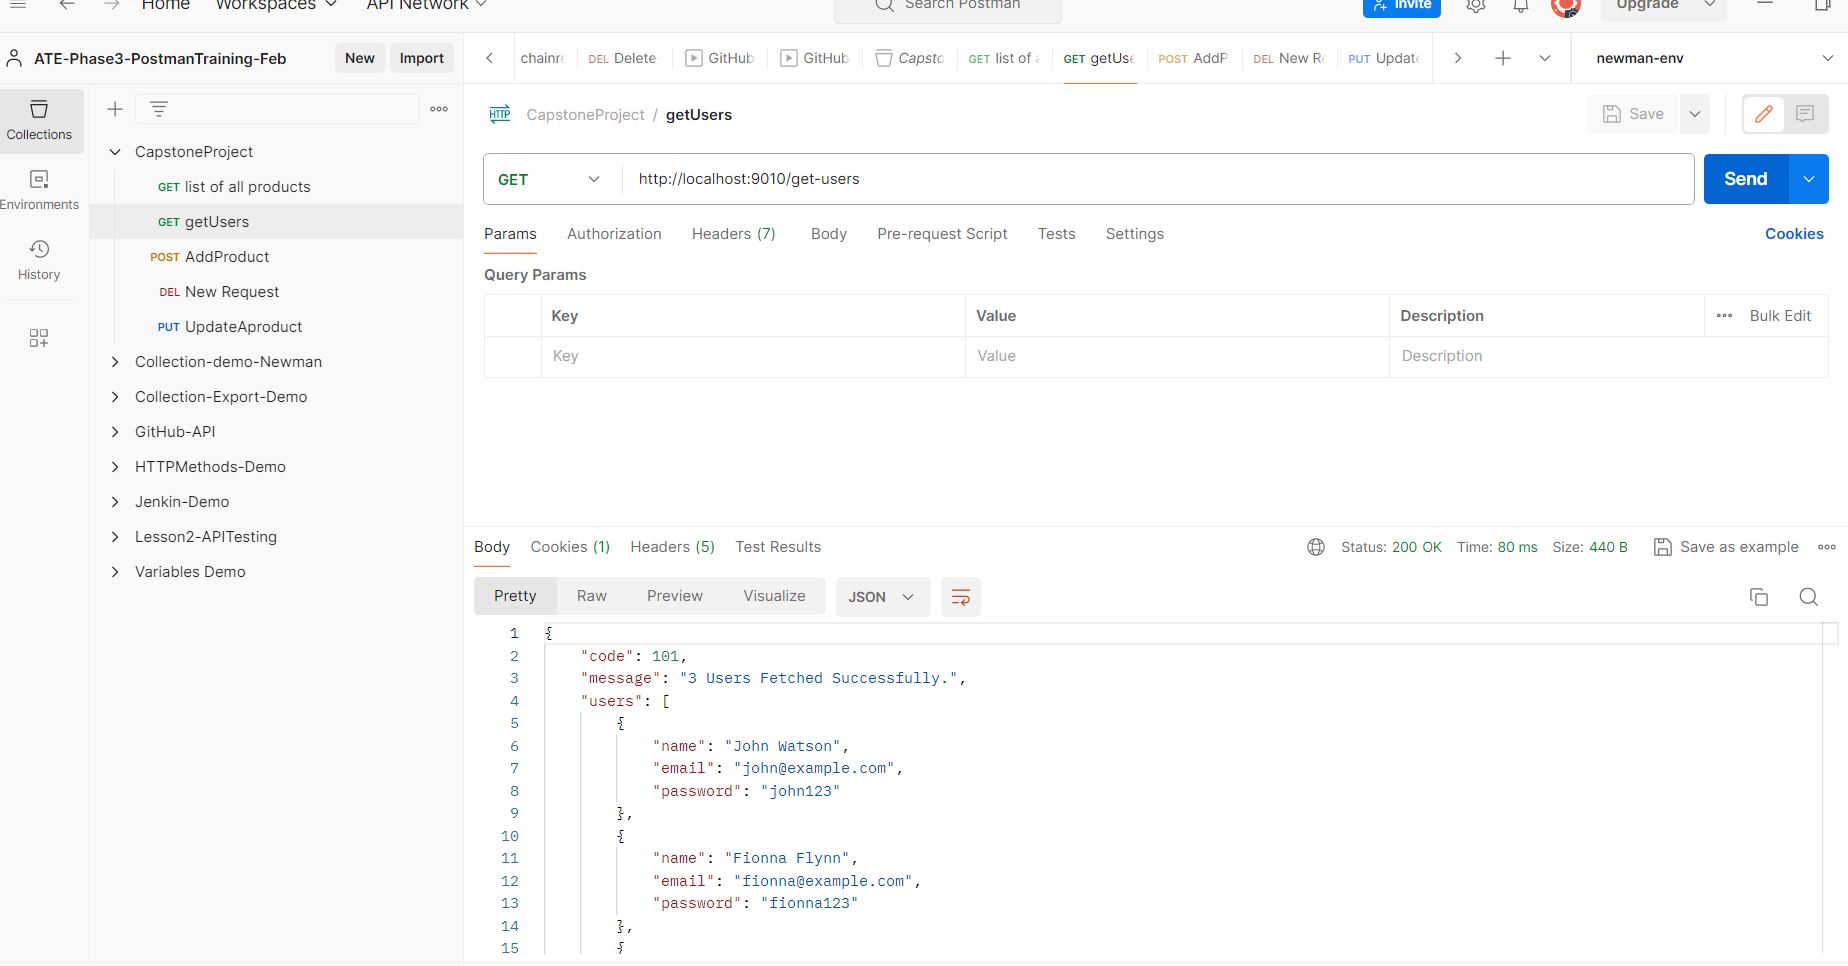 Home Workspaces API Network Search Postman Invite Upgrade
ATE-Phase3-PostmanTraining-Feb New Import
chainre DEL Delete GitHub GitHub Capsto GET list of a GET getUse POST AddP DEL New Re PUT Update newman-env
Collections
Environments
History
CapstoneProject
GET list of all products
GET getUsers
POST AddProduct
DEL New Request
PUT UpdateAproduct
Collection-demo-Newman
Collection-Export-Demo
GitHub-API
HTTPMethods-Demo
Jenkin-Demo
Lesson2-APITesting
Variables Demo
HTTP CapstoneProject / getUsers Save
GET http://localhost:9010/get-users Send
Params Authorization Headers (7) Body Pre-request Script Tests Settings Cookies
Query Params
Key Value Description Bulk Edit
Key Value Description
Body Cookies (1) Headers (5) Test Results Status: 200 OK Time: 80 ms Size: 440 B Save as example
Pretty Raw Preview Visualize JSON
1 {
2 "code": 101,
3 "message": "3 Users Fetched Successfully.",
4 "users": [
5 {
6 "name": "John Watson",
7 "email": "john@example.com",
8 "password": "john123"
9 },
10 {
11 "name": "Fionna Flynn",
12 "email": "fionna@example.com",
13 "password": "fionna123"
14 },
15 {